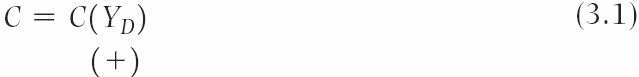 C = C(Y_D) (3.1)
(+)